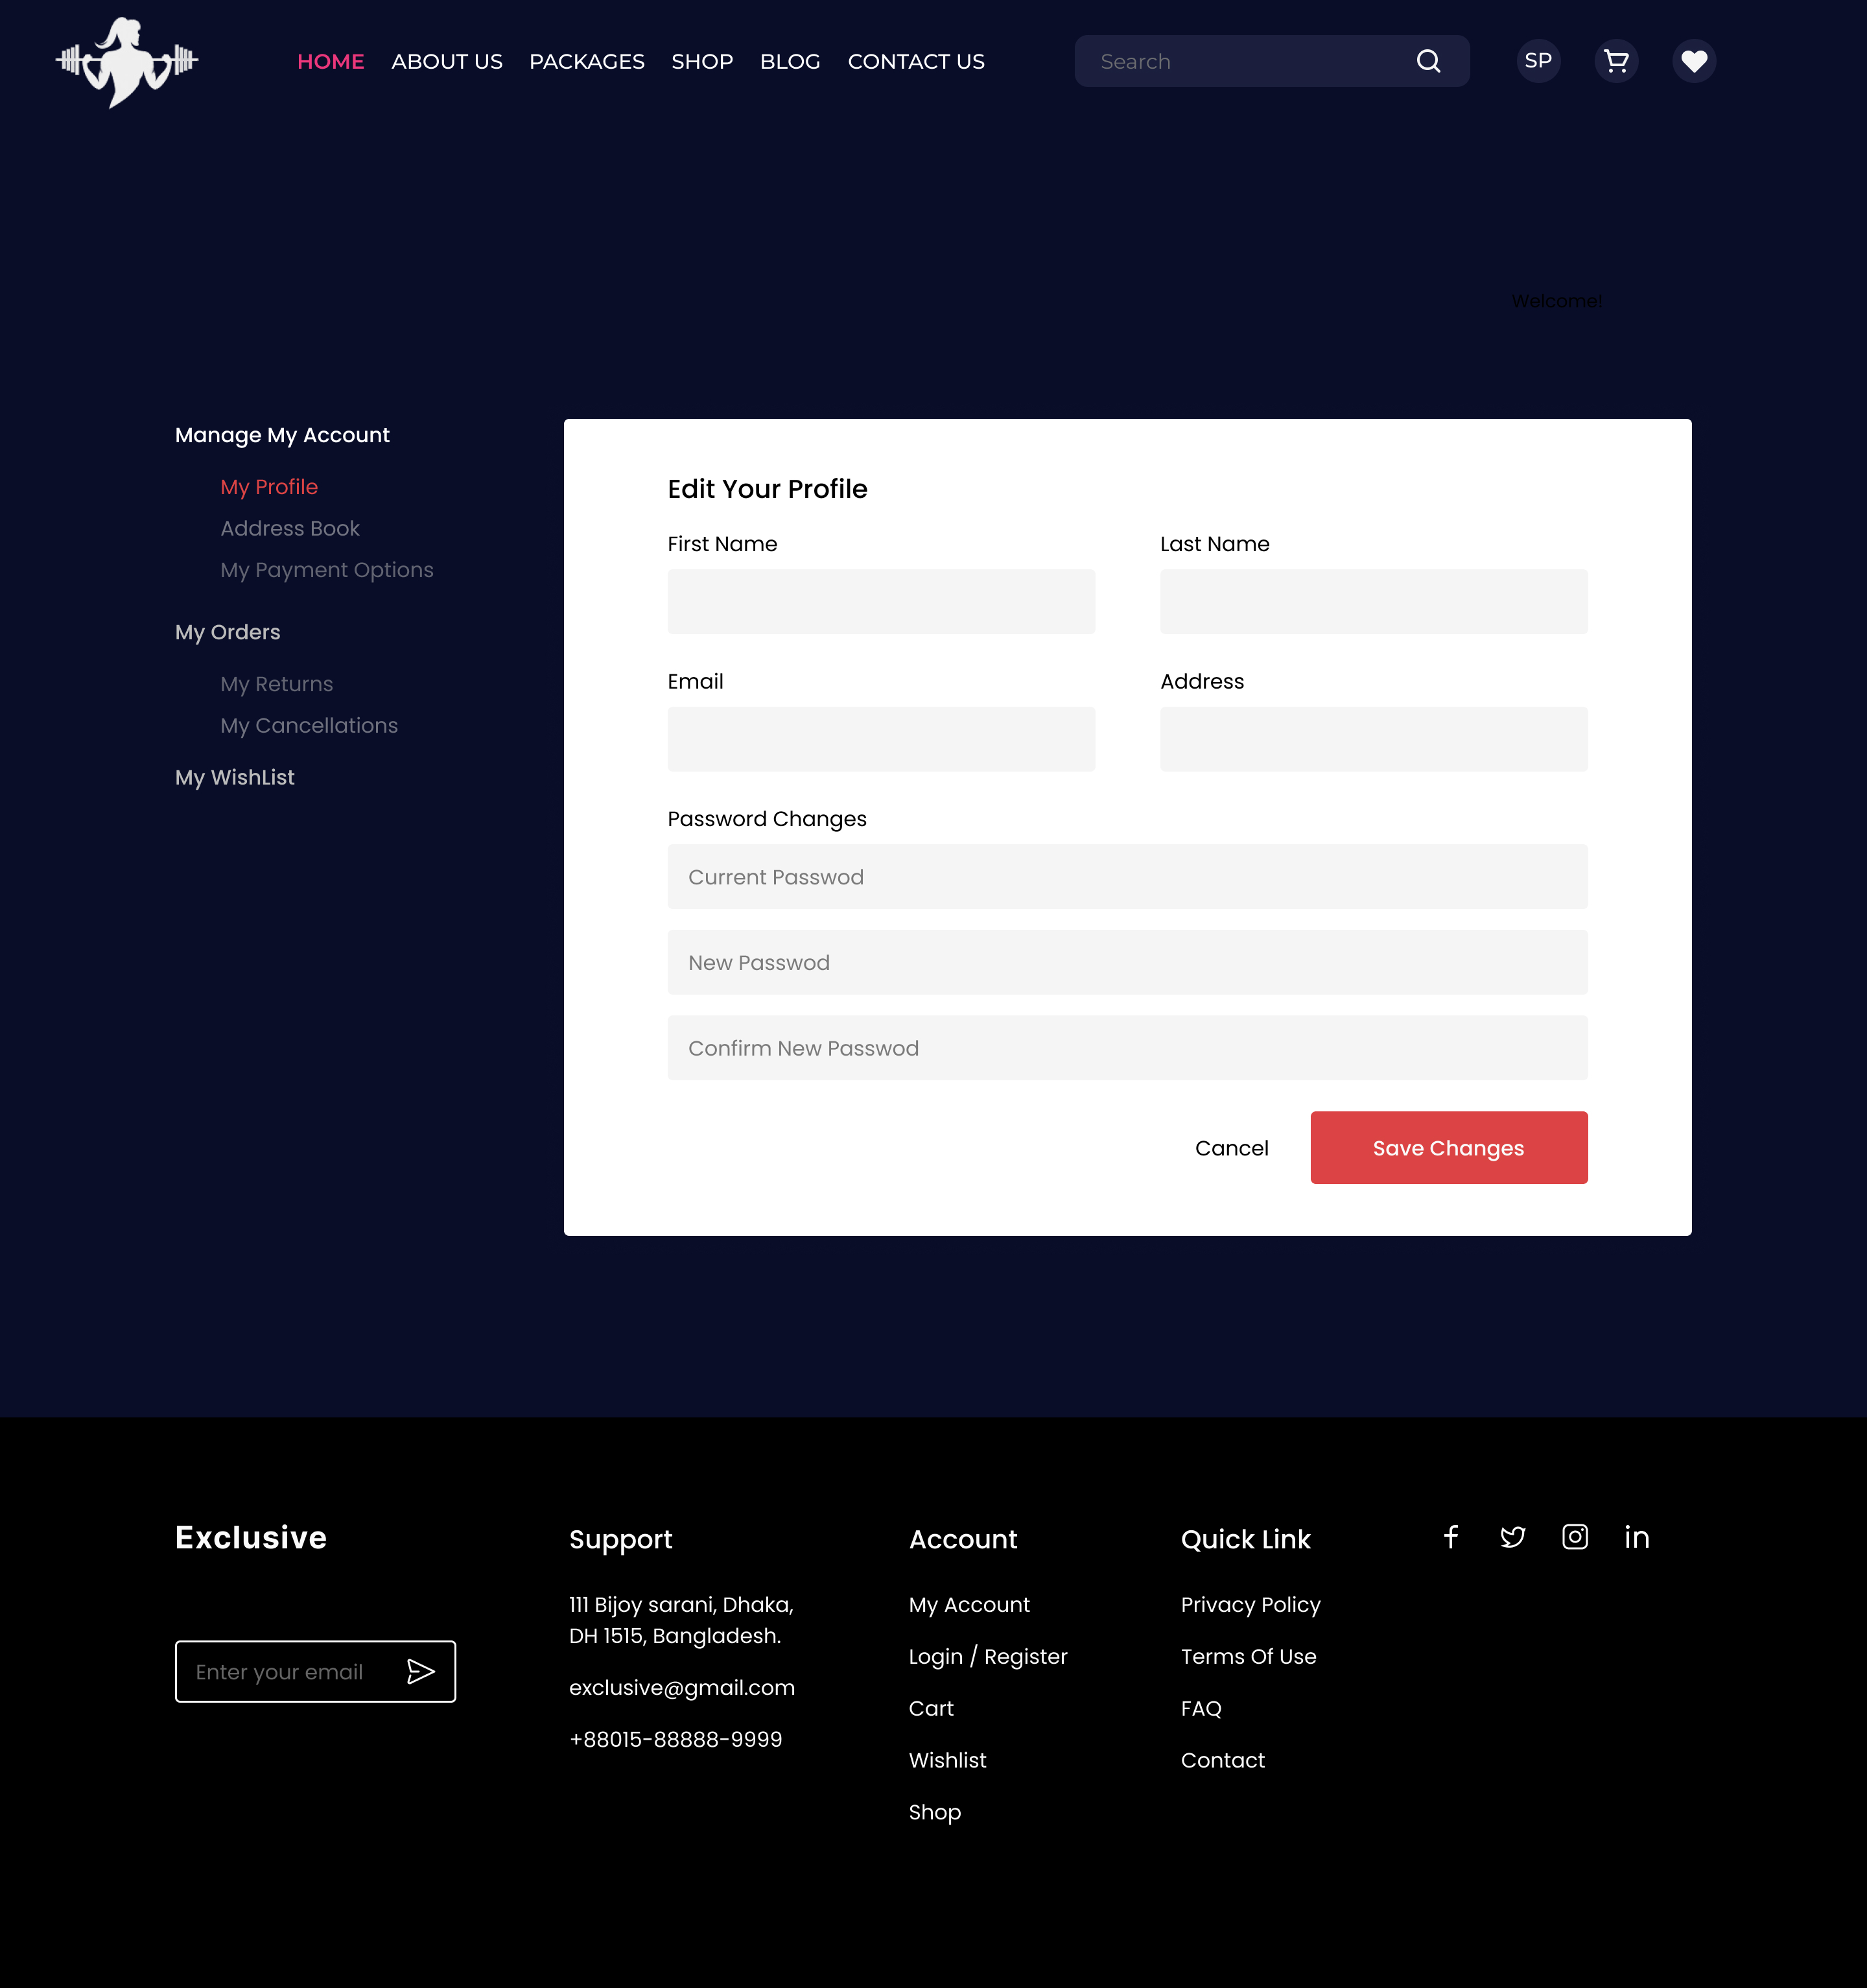 HOME ABOUT US PACKAGES SHOP BLOG CONTACT US Search SP
Welcome!
Manage My Account
My Profile
Address Book
My Payment Options
My Orders
My Returns
My Cancellations
My WishList
Edit Your Profile
First Name Last Name
Email Address
Password Changes
Current Passwod
New Passwod
Confirm New Passwod
Cancel Save Changes
Exclusive
Enter your email
Support
111 Bijoy sarani, Dhaka,
DH 1515, Bangladesh.
exclusive@gmail.com
+88015-88888-9999
Account
My Account
Login / Register
Cart
Wishlist
Shop
Quick Link
Privacy Policy
Terms Of Use
FAQ
Contact